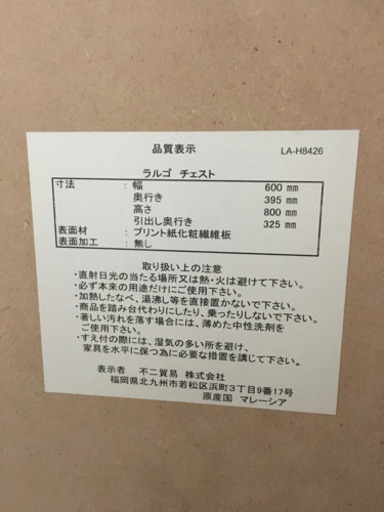 品質表示 LA-H8426
ラルゴ チェスト
寸法 : 幅 600 mm
奥行き 395 mm
高さ 800 mm
引出し奥行き 325 mm
表面材 : プリント紙化粧繊維板
表面加工 : 無し
取り扱い上の注意
・直射日光の当たる場所又は熱・火は避けて下さい。
・必ず本来の用途だけにご使用下さい。
・加熱したなべ、湯沸し等を直接置かないで下さい。
・商品を踏み台代わりにしたり、乗ったりしないで下さい。
・著しい汚れを落す場合には、薄めた中性洗剤を
ご使用下さい。
・すえ付の際には、湿気の多い所を避け、
家具を水平に保つ為に必要な措置を講じて下さい。
表示者 不二貿易 株式会社
福岡県北九州市若松区浜町3丁目9番17号
原産国 マレーシア